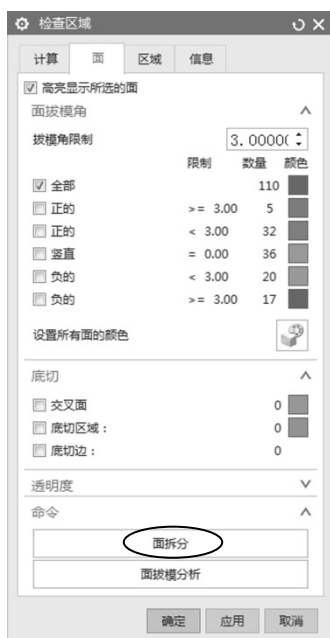 检查区域
计算 面 区域 信息
高亮显示所选的面
面拔模角
拔模角限制 3.0000(
限制 数量 颜色
全部 110
正的 >= 3.00 5
正的 < 3.00 32
竖直 = 0.00 36
负的 < 3.00 20
负的 >= 3.00 17
设置所有面的颜色
底切
交叉面 0
底切区域： 0
底切边： 0
透明度
命令
面拆分
面拔模分析
确定 应用 取消